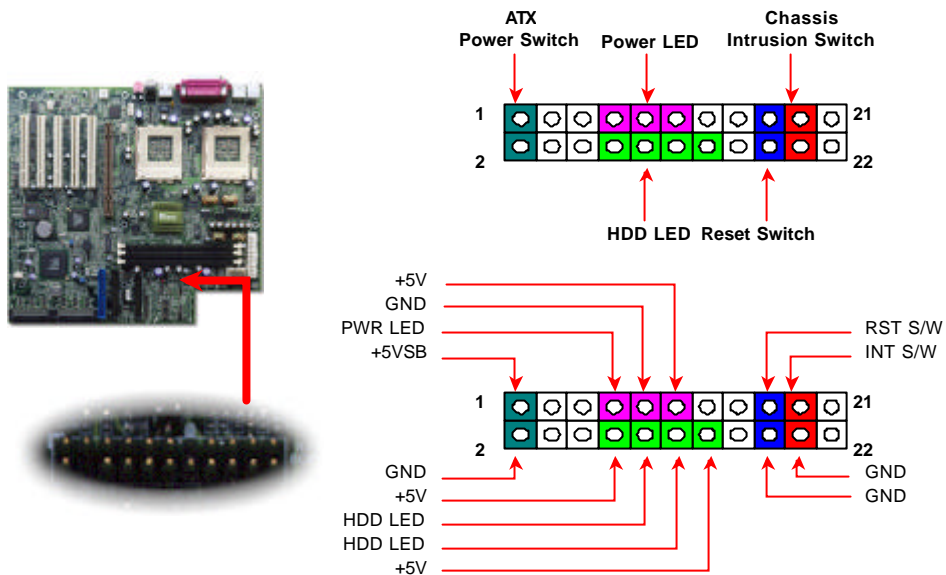 ATX
Power Switch
Power LED
Chassis
Intrusion Switch
1
21
2
22
HDD LED
Reset Switch
+5V
GND
PWR LED
+5VSB
RST S/W
INT S/W
1
21
2
22
GND
+5V
HDD LED
HDD LED
+5V
GND
GND